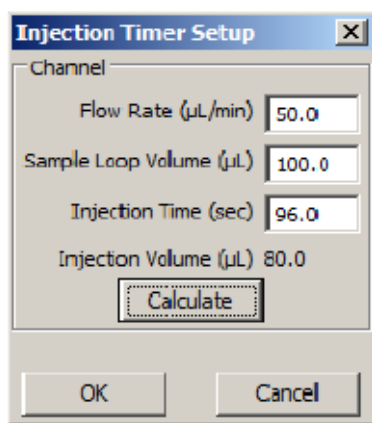 Injection Timer Setup
Channel
Flow Rate (µL/min) 50.0
Sample Loop Volume (µL) 100.0
Injection Time (sec) 96.0
Injection Volume (µL) 80.0
Calculate
OK Cancel